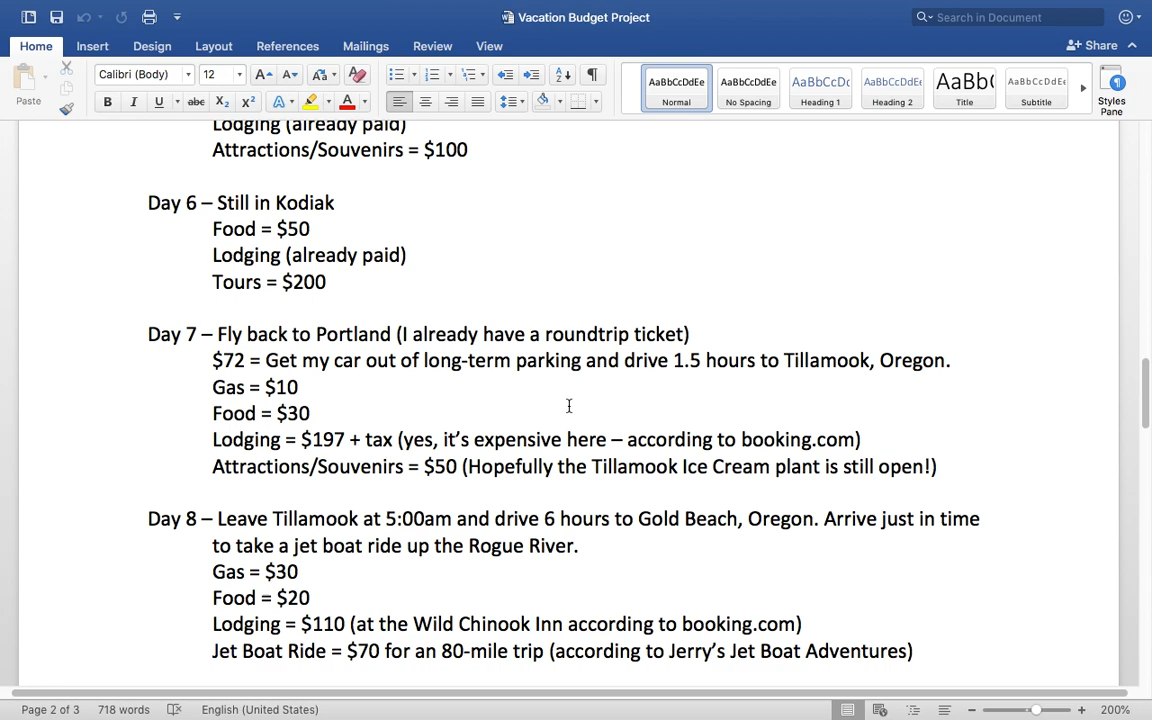 Vacation Budget Project
Search in Document
Home Insert Design Layout References Mailings Review View
Share
Paste
Calibri (Body) 12
AaBbCcDdEe AaBbCcDdEe AaBbCcDc AaBbCcDdEe AaBb( AaBbCcDdEe
Normal No Spacing Heading 1 Heading 2 Title Subtitle
Styles
Pane
Lodging (already paid)
Attractions/Souvenirs = $100
Day 6 – Still in Kodiak
Food = $50
Lodging (already paid)
Tours = $200
Day 7 – Fly back to Portland (I already have a roundtrip ticket)
$72 = Get my car out of long-term parking and drive 1.5 hours to Tillamook, Oregon.
Gas = $10
Food = $30
Lodging = $197 + tax (yes, it’s expensive here – according to booking.com)
Attractions/Souvenirs = $50 (Hopefully the Tillamook Ice Cream plant is still open!)
Day 8 – Leave Tillamook at 5:00am and drive 6 hours to Gold Beach, Oregon. Arrive just in time
to take a jet boat ride up the Rogue River.
Gas = $30
Food = $20
Lodging = $110 (at the Wild Chinook Inn according to booking.com)
Jet Boat Ride = $70 for an 80-mile trip (according to Jerry’s Jet Boat Adventures)
Page 2 of 3 718 words English (United States) 200%